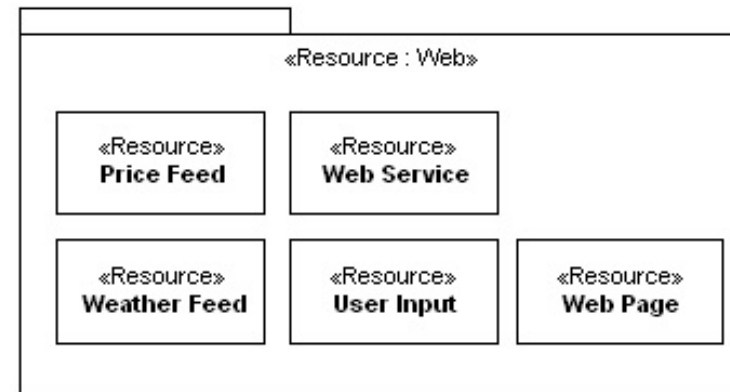 «Resource : Web»
«Resource»
Price Feed
«Resource»
Web Service
«Resource»
Weather Feed
«Resource»
User Input
«Resource»
Web Page